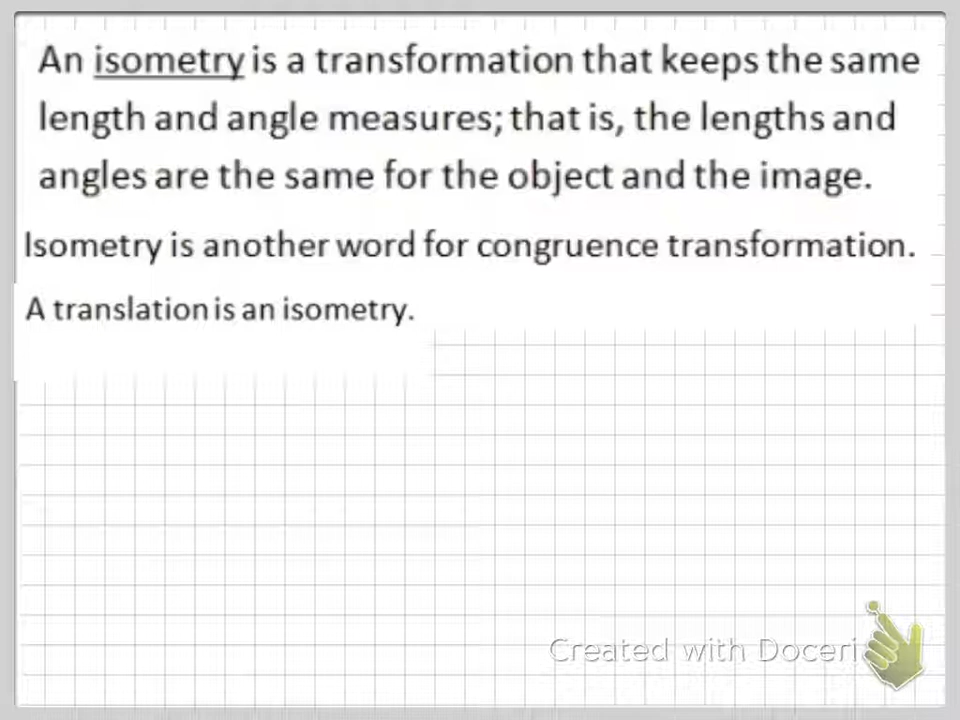 An isometry is a transformation that keeps the same
length and angle measures; that is, the lengths and
angles are the same for the object and the image.
Isometry is another word for congruence transformation.
A translation is an isometry.
Created with Doceri